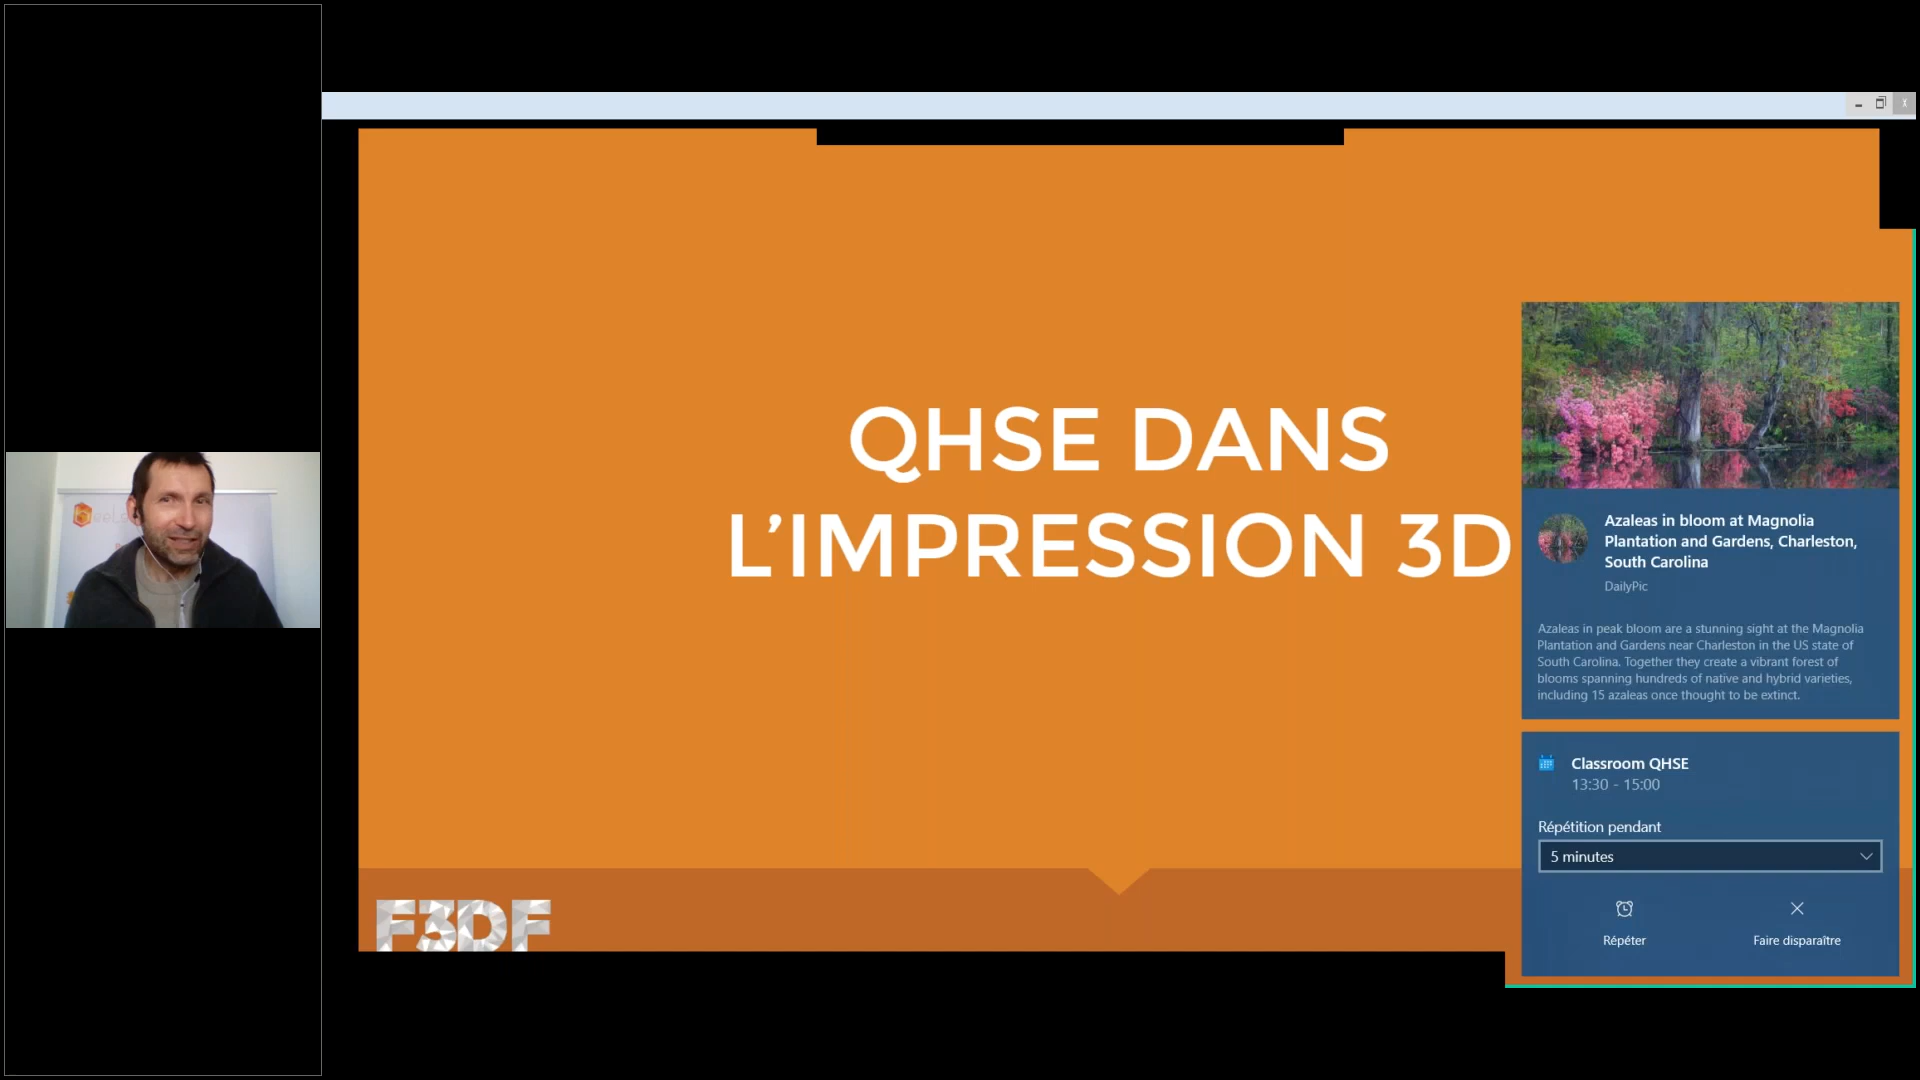 QHSE DANS
L’IMPRESSION 3D
F3DF
Azaleas in bloom at Magnolia
Plantation and Gardens, Charleston,
South Carolina
DailyPic
Azaleas in peak bloom are a stunning sight at the Magnolia
Plantation and Gardens near Charleston in the US state of
South Carolina. Together they create a vibrant forest of
blooms spanning hundreds of native and hybrid varieties,
including 15 azaleas once thought to be extinct.
Classroom QHSE
13:30 - 15:00
Répétition pendant
5 minutes
Répéter
Faire disparaître